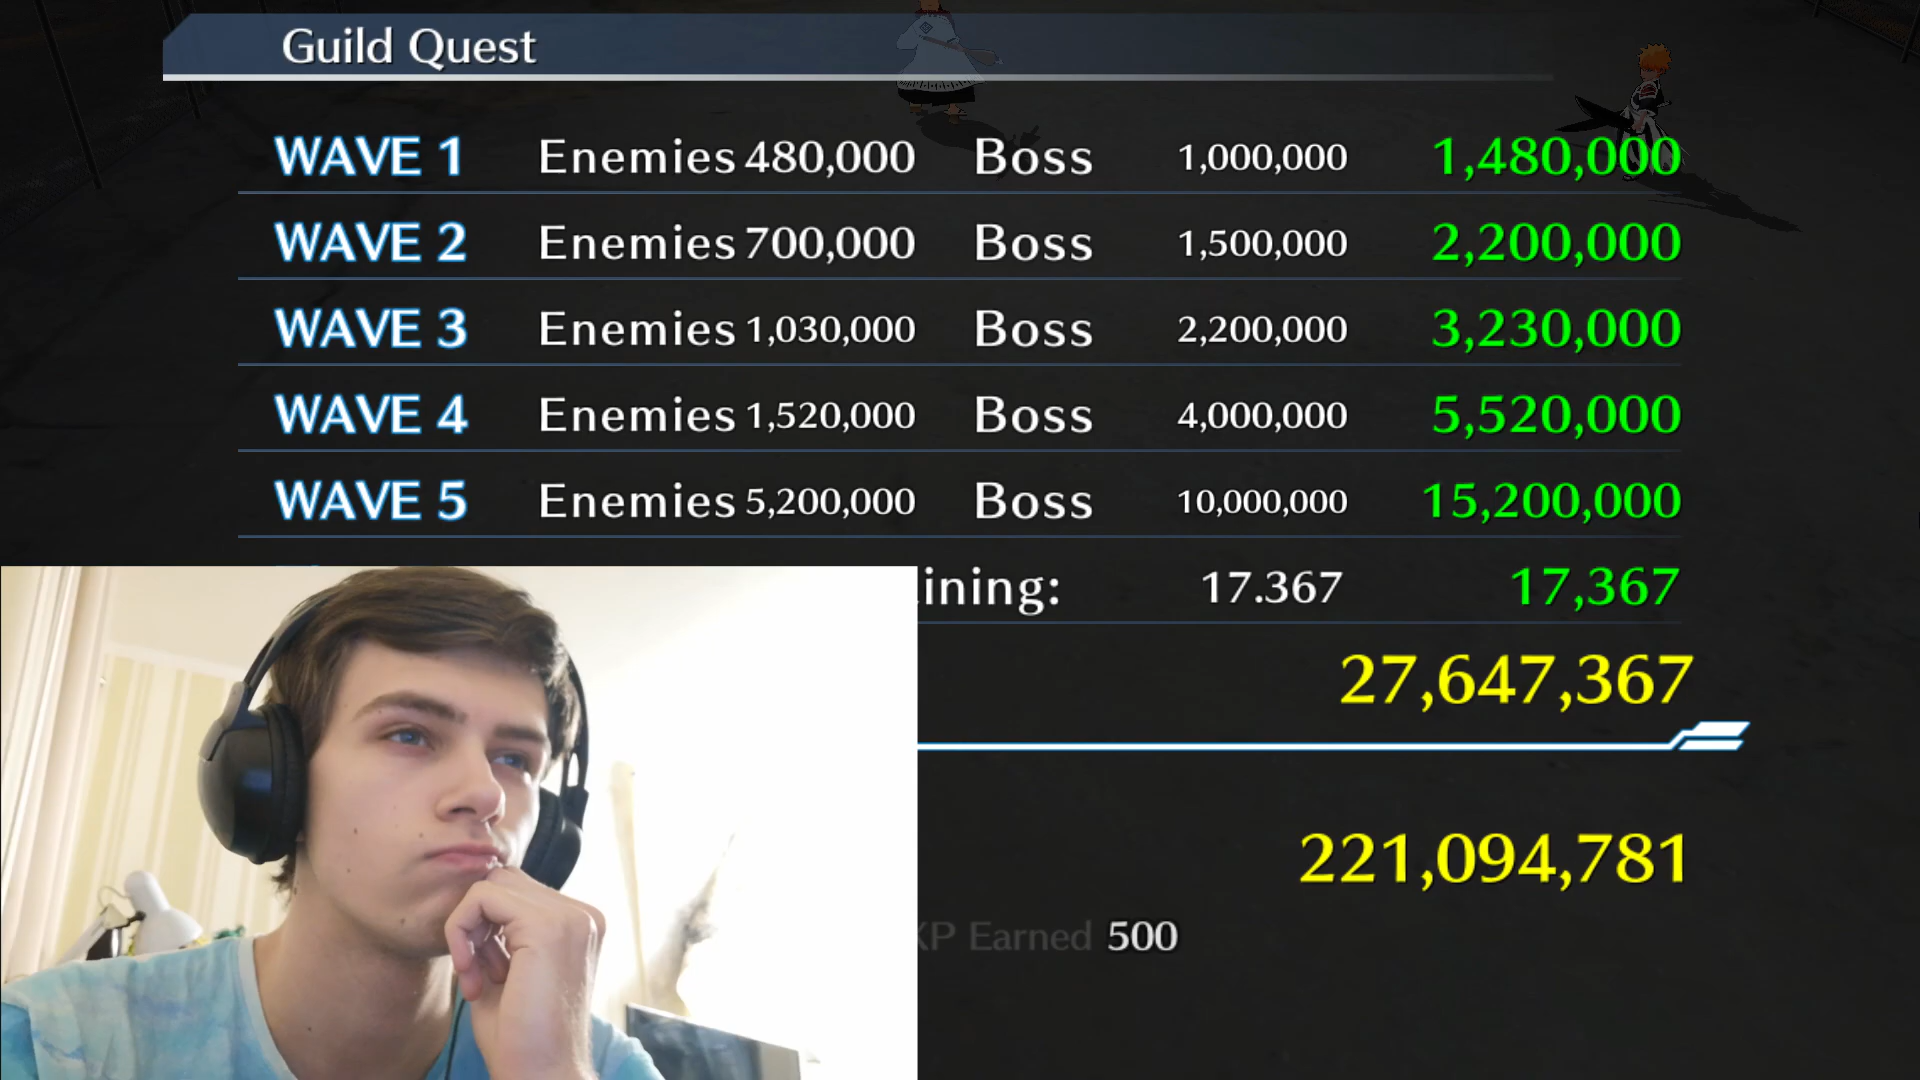 Guild Quest
WAVE 1 Enemies 480,000 Boss 1,000,000 1,480,000
WAVE 2 Enemies 700,000 Boss 1,500,000 2,200,000
WAVE 3 Enemies 1,030,000 Boss 2,200,000 3,230,000
WAVE 4 Enemies 1,520,000 Boss 4,000,000 5,520,000
WAVE 5 Enemies 5,200,000 Boss 10,000,000 15,200,000
ining: 17.367 17,367
27,647,367
221,094,781
XP Earned 500